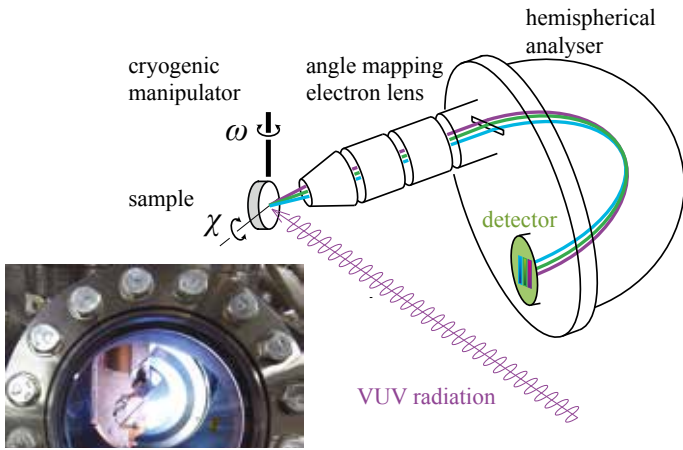 hemispherical
analyser
cryogenic
manipulator
angle mapping
electron lens
ω
sample
χ
detector
VUV radiation